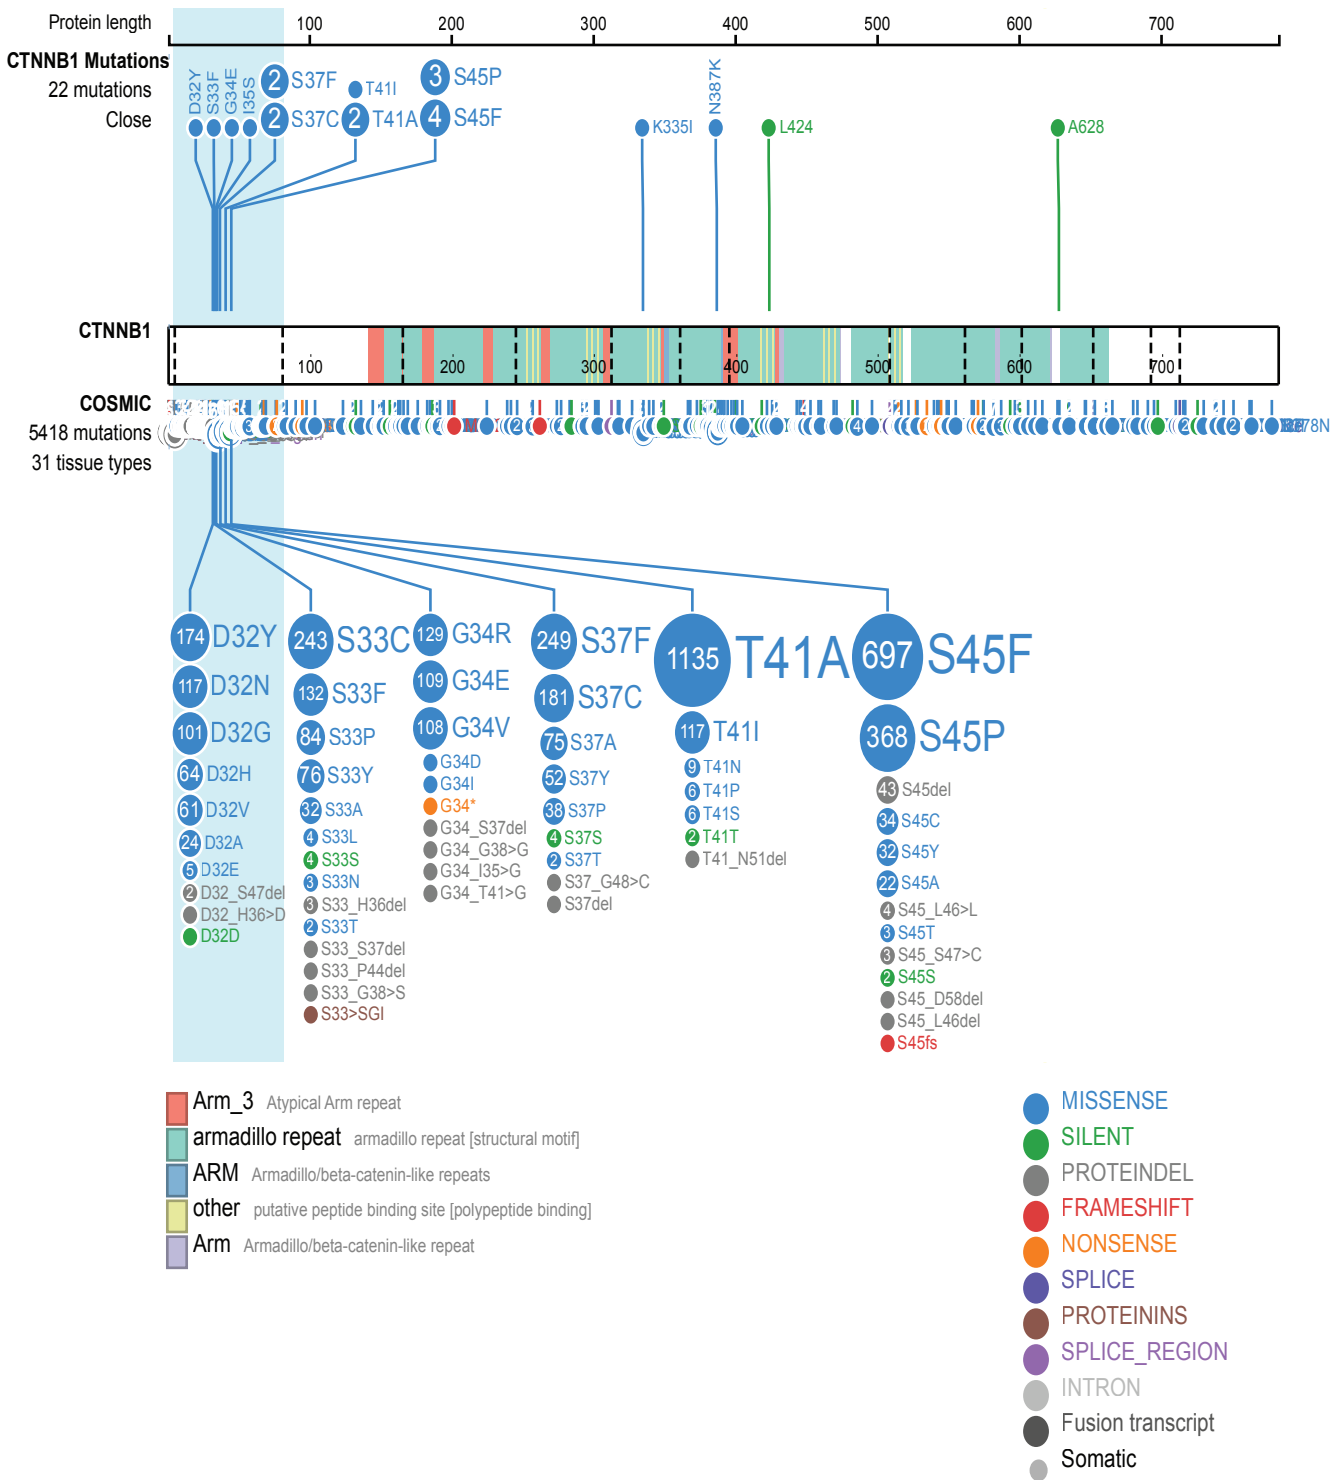 Protein length
100 200 300 400 500 600 700
CTNNB1 Mutations
22 mutations
Close
D32Y
S33F
G34E
I35S
2 S37F
2 S37C
T41I
2 T41A
3 S45P
4 S45F
K335I
N387K
L424
A628
CTNNB1
100 200 300 400 500 600 700
COSMIC
5418 mutations
31 tissue types
174 D32Y
117 D32N
101 D32G
64 D32H
61 D32V
24 D32A
5 D32E
2 D32_S47del
D32_H36>D
D32D
243 S33C
132 S33F
84 S33P
76 S33Y
32 S33A
4 S33L
4 S33S
3 S33N
3 S33_H36del
2 S33T
S33_S37del
S33_P44del
S33_G38>S
S33>SGI
129 G34R
109 G34E
108 G34V
G34D
G34I
G34*
G34_S37del
G34_G38>G
G34_I35>G
G34_T41>G
249 S37F
181 S37C
75 S37A
52 S37Y
38 S37P
4 S37S
2 S37T
S37_G48>C
S37del
1135 T41A
117 T41I
9 T41N
6 T41P
6 T41S
2 T41T
T41_N51del
697 S45F
368 S45P
43 S45del
34 S45C
32 S45Y
22 S45A
4 S45_L46>L
3 S45T
3 S45_S47>C
2 S45S
S45_D58del
S45_L46del
S45fs
Arm_3 Atypical Arm repeat
armadillo repeat armadillo repeat [structural motif]
ARM Armadillo/beta-catenin-like repeats
other putative peptide binding site [polypeptide binding]
Arm Armadillo/beta-catenin-like repeat
MISSENSE
SILENT
PROTEINDEL
FRAMESHIFT
NONSENSE
SPLICE
PROTEININS
SPLICE_REGION
INTRON
Fusion transcript
Somatic